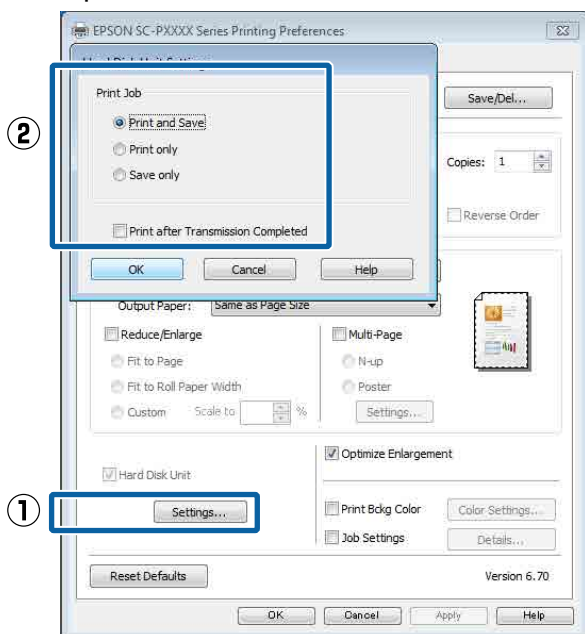 EPSON SC-PXXXX Series Printing Preferences
Print Job
Save/Del...
②
Print and Save
Print only
Copies: 1
Save only
Reverse Order
Print after Transmission Completed
OK Cancel Help
Output Paper: Same as Page Size
Reduce/Enlarge Multi-Page
Fit to Page N-up
Fit to Roll Paper Width Poster
Custom Scale to % Settings...
Optimize Enlargement
Hard Disk Unit
① Settings... Print Bckg Color Color Settings...
Job Settings Details...
Reset Defaults Version 6.70
OK Cancel Apply Help